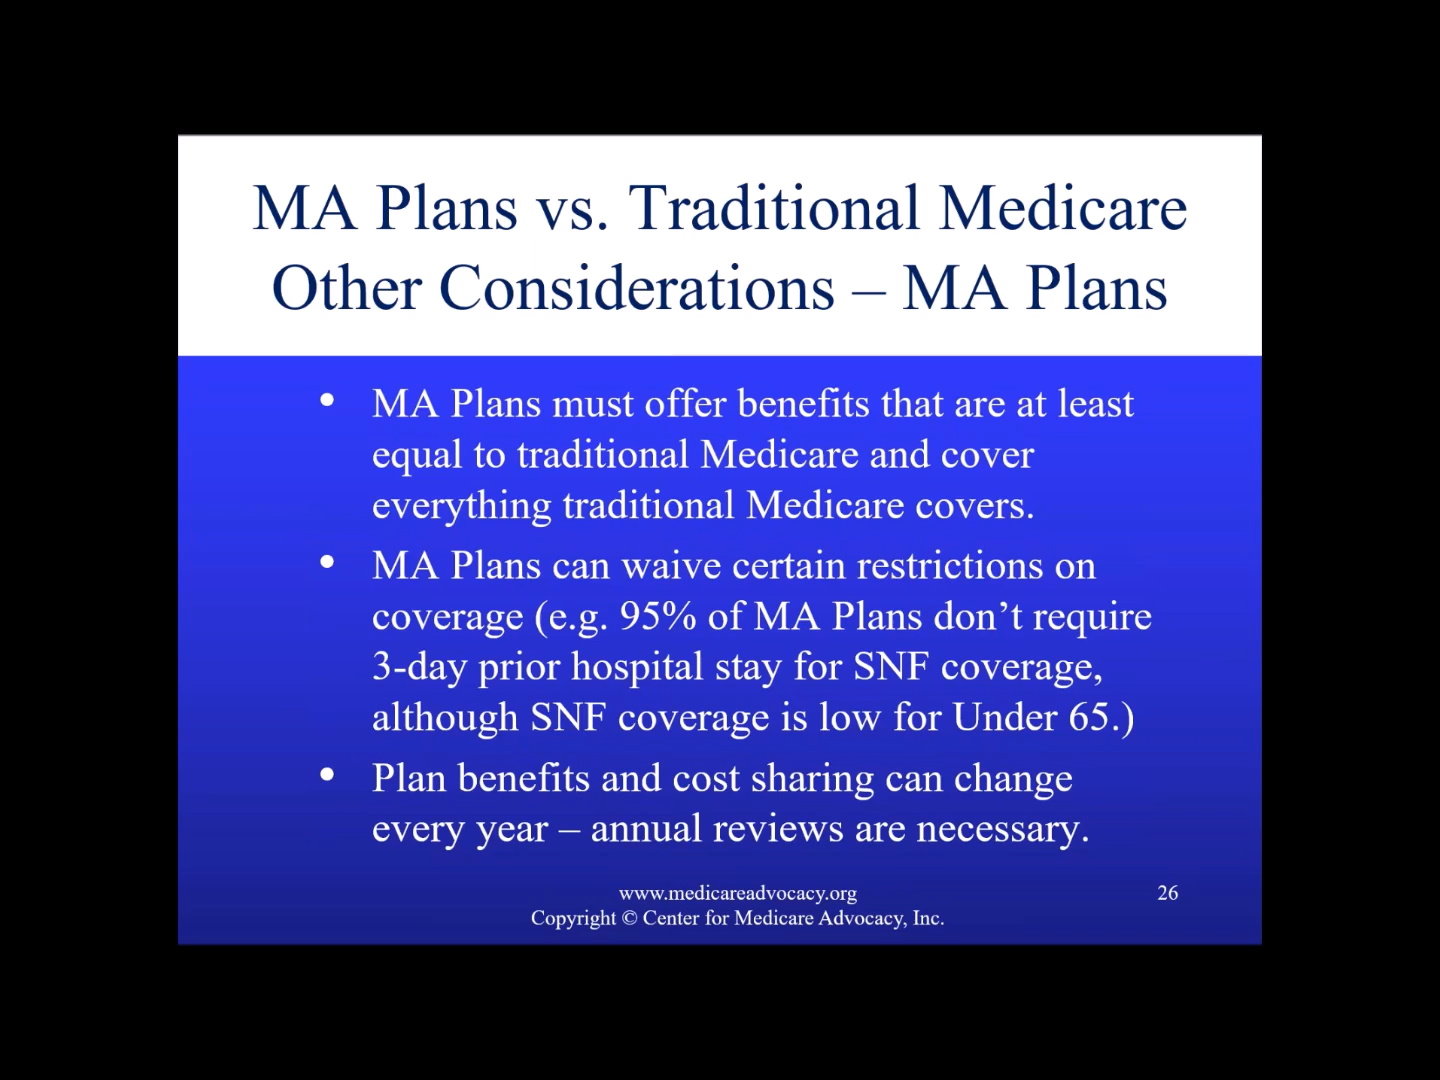 MA Plans vs. Traditional Medicare
Other Considerations – MA Plans
• MA Plans must offer benefits that are at least
equal to traditional Medicare and cover
everything traditional Medicare covers.
• MA Plans can waive certain restrictions on
coverage (e.g. 95% of MA Plans don’t require
3-day prior hospital stay for SNF coverage,
although SNF coverage is low for Under 65.)
• Plan benefits and cost sharing can change
every year – annual reviews are necessary.
www.medicareadvocacy.org
Copyright © Center for Medicare Advocacy, Inc.
26